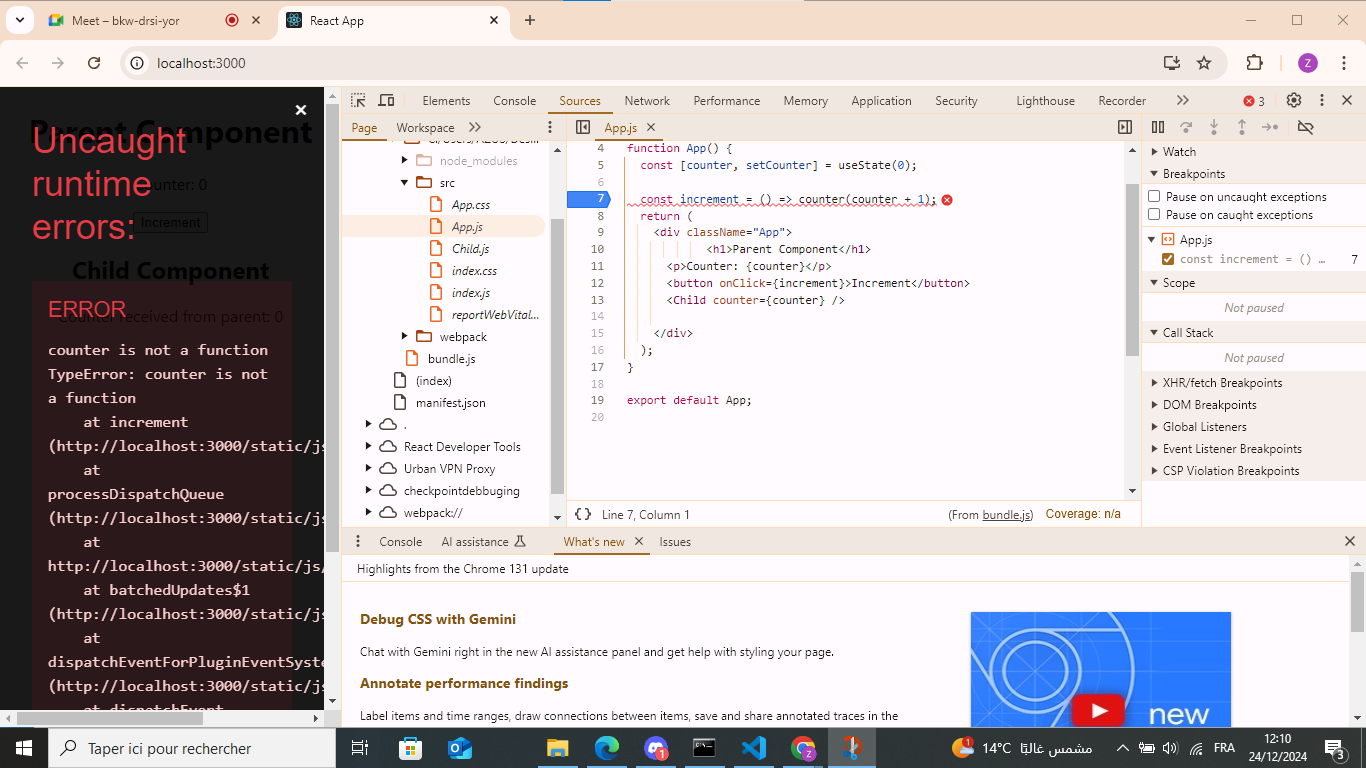 Meet – bkw-drsi-yor
React App
localhost:3000
Parent Component
Counter: 0
Increment
Child Component
Counter received from parent: 0
Uncaught
runtime
errors:
ERROR
counter is not a function
TypeError: counter is not
a function
at increment
(http://localhost:3000/static/js
at
processDispatchQueue
(http://localhost:3000/static/js
at
http://localhost:3000/static/js/
at batchedUpdates$1
(http://localhost:3000/static/js
at
dispatchEventForPluginEventSyste
(http://localhost:3000/static/js
at dispatchEvent
Elements Console Sources Network Performance Memory Application Security Lighthouse Recorder 3
Page Workspace
node_modules
src
App.css
App.js
Child.js
index.css
index.js
reportWebVital...
webpack
bundle.js
(index)
manifest.json
.
React Developer Tools
Urban VPN Proxy
checkpointdebbuging
webpack://
App.js
4 function App() {
5 const [counter, setCounter] = useState(0);
6
7 const increment = () => counter(counter + 1);
8 return (
9 <div className="App">
10 <h1>Parent Component</h1>
11 <p>Counter: {counter}</p>
12 <button onClick={increment}>Increment</button>
13 <Child counter={counter} />
14
15 </div>
16 );
17 }
18
19 export default App;
20
{} Line 7, Column 1 (From bundle.js) Coverage: n/a
Watch
Breakpoints
Pause on uncaught exceptions
Pause on caught exceptions
App.js
const increment = () … 7
Scope
Not paused
Call Stack
Not paused
XHR/fetch Breakpoints
DOM Breakpoints
Global Listeners
Event Listener Breakpoints
CSP Violation Breakpoints
Console AI assistance What's new Issues
Highlights from the Chrome 131 update
Debug CSS with Gemini
Chat with Gemini right in the new AI assistance panel and get help with styling your page.
Annotate performance findings
Label items and time ranges, draw connections between items, save and share annotated traces in the
new
Taper ici pour rechercher
1
1
14°C مشمس غالبًا
FRA
12:10
24/12/2024
3